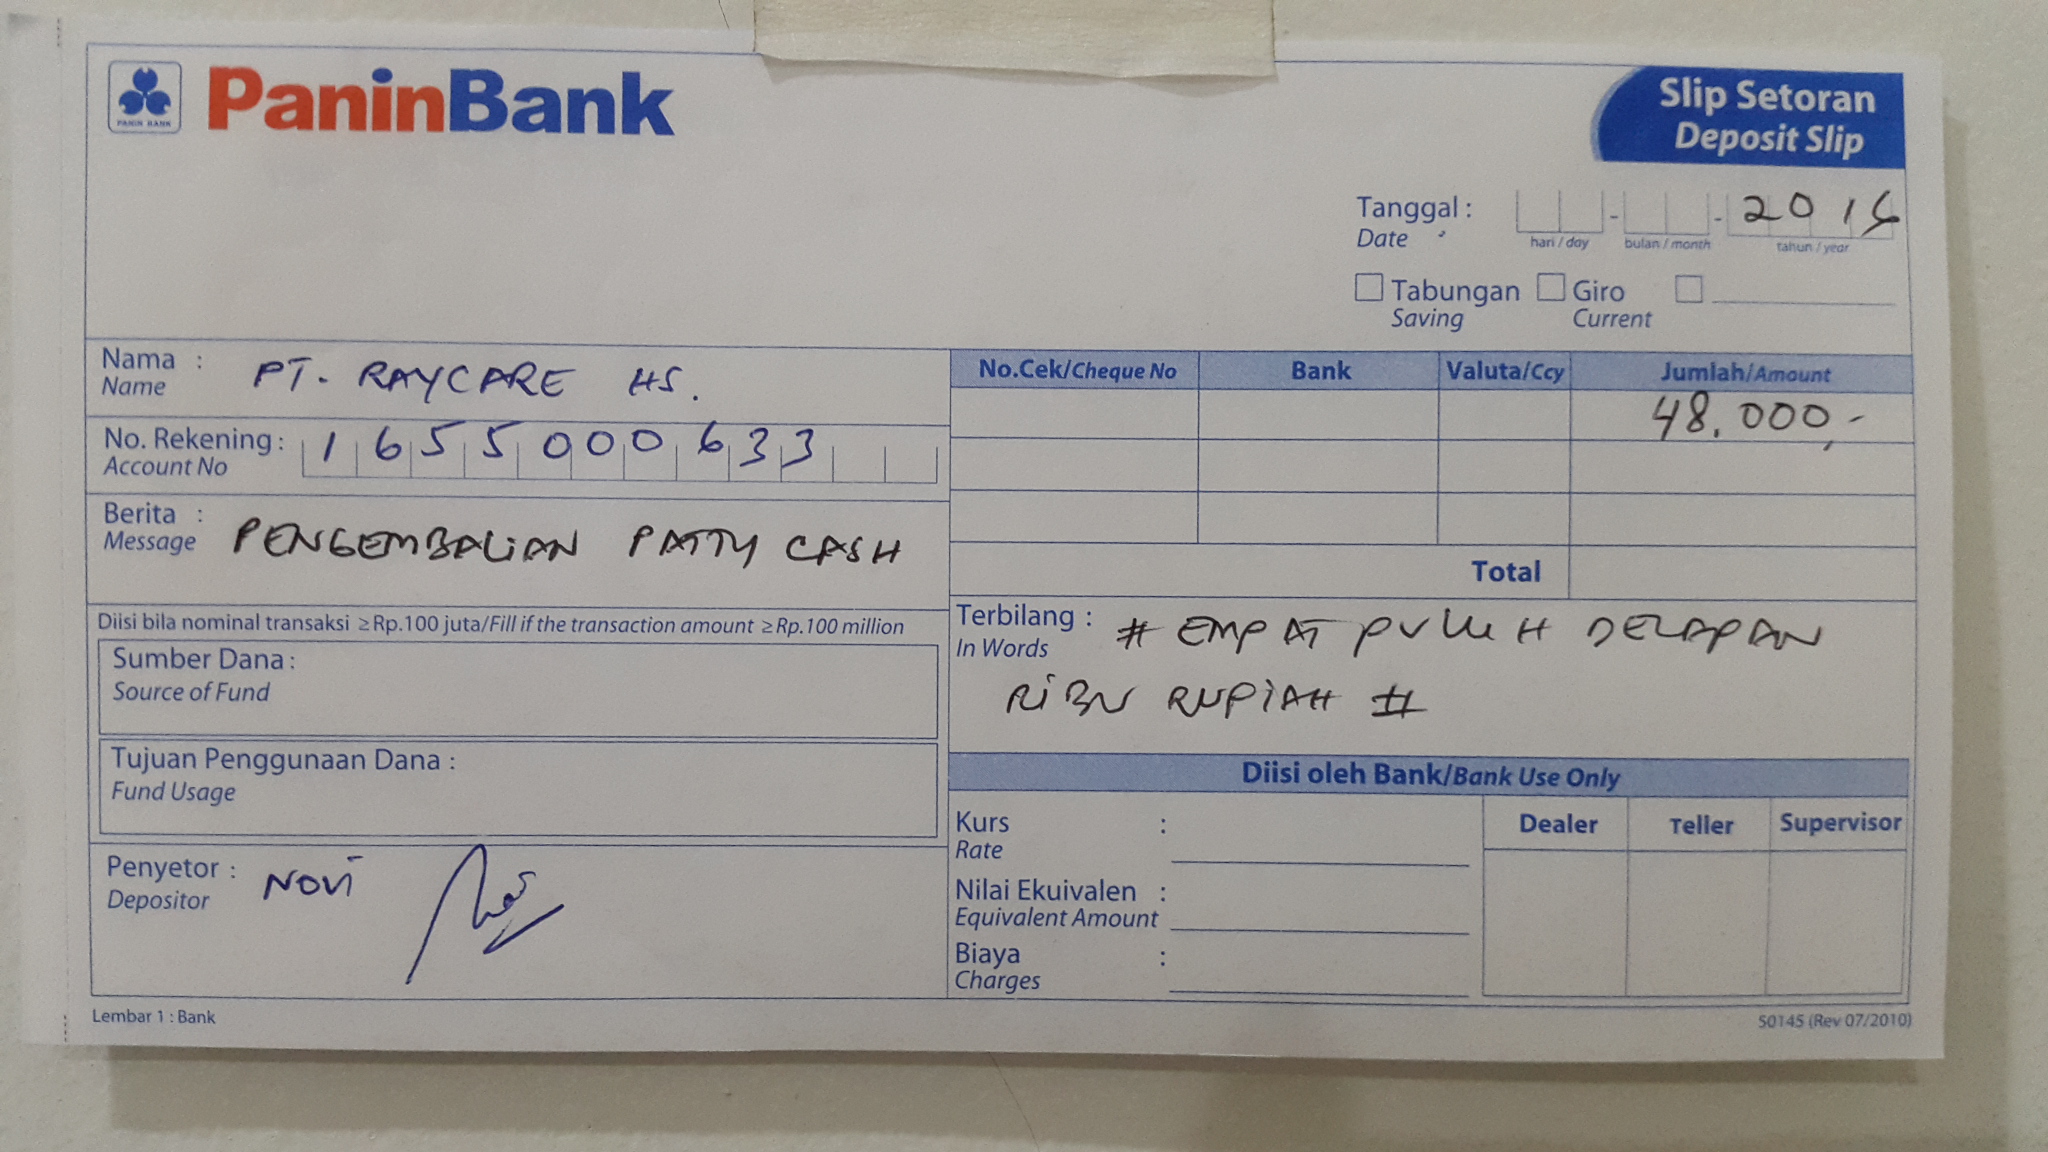 PANIN BANK
PaninBank
Slip Setoran
Deposit Slip
Tanggal :
Date
2016
hari / day
bulan / month
tahun / year
Tabungan
Saving
Giro
Current
Nama :
Name
PT. RAYCARE HS.
No. Rekening :
Account No
1655000633
Berita :
Message
PENGEMBALIAN PATTY CASH
No.Cek/Cheque No
Bank
Valuta/Ccy
Jumlah/Amount
48.000,-
Total
Diisi bila nominal transaksi ≥Rp.100 juta/Fill if the transaction amount ≥Rp.100 million
Sumber Dana :
Source of Fund
Tujuan Penggunaan Dana :
Fund Usage
Penyetor :
Depositor
NOVI
Terbilang :
In Words
# EMPAT PULUH DELAPAN
RIBU RUPIAH #
Diisi oleh Bank/Bank Use Only
Kurs :
Rate
Nilai Ekuivalen :
Equivalent Amount
Biaya :
Charges
Dealer
Teller
Supervisor
Lembar 1 : Bank
S0145 (Rev 07/2010)